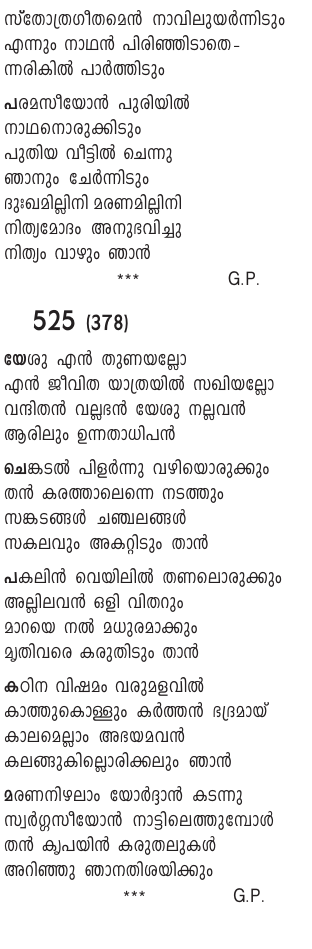 സ്തോത്രഗീതമെൻ നാവിലുയർന്നിടും
എന്നും നാഥൻ പിരിഞ്ഞിടാതെ-
ന്നരികിൽ പാർത്തിടും
പരമസീയോൻ പുരിയിൽ
നാഥനൊരുക്കിടും
പുതിയ വീട്ടിൽ ചെന്നു
ഞാനും ചേർന്നിടും
ദുഃഖമില്ലിനി മരണമില്ലിനി
നിത്യമോദം അനുഭവിച്ചു
നിത്യം വാഴും ഞാൻ
*** G.P.
525 (378)
യേശു എൻ തുണയല്ലോ
എൻ ജീവിത യാത്രയിൽ സഖിയല്ലോ
വന്ദിതൻ വല്ലഭൻ യേശു നല്ലവൻ
ആരിലും ഉന്നതാധിപൻ
ചെങ്കടൽ പിളർന്നു വഴിയൊരുക്കും
തൻ കരത്താലെന്നെ നടത്തും
സങ്കടങ്ങൾ ചഞ്ചലങ്ങൾ
സകലവും അകറ്റിടും താൻ
പകലിൻ വെയിലിൽ തണലൊരുക്കും
അല്ലിലവൻ ഒളി വിതറും
മാറയെ നൽ മധുരമാക്കും
മൃതിവരെ കരുതിടും താൻ
കഠിന വിഷമം വരുമളവിൽ
കാത്തുകൊള്ളും കർത്തൻ ഭദ്രമായ്
കാലമെല്ലാം അഭയമവൻ
കലങ്ങുകില്ലൊരിക്കലും ഞാൻ
മരണനിഴലാം യോർദ്ദാൻ കടന്നു
സ്വർഗ്ഗസീയോൻ നാട്ടിലെത്തുമ്പോൾ
തൻ കൃപയിൻ കരുതലുകൾ
അറിഞ്ഞു ഞാനതിശയിക്കും
*** G.P.